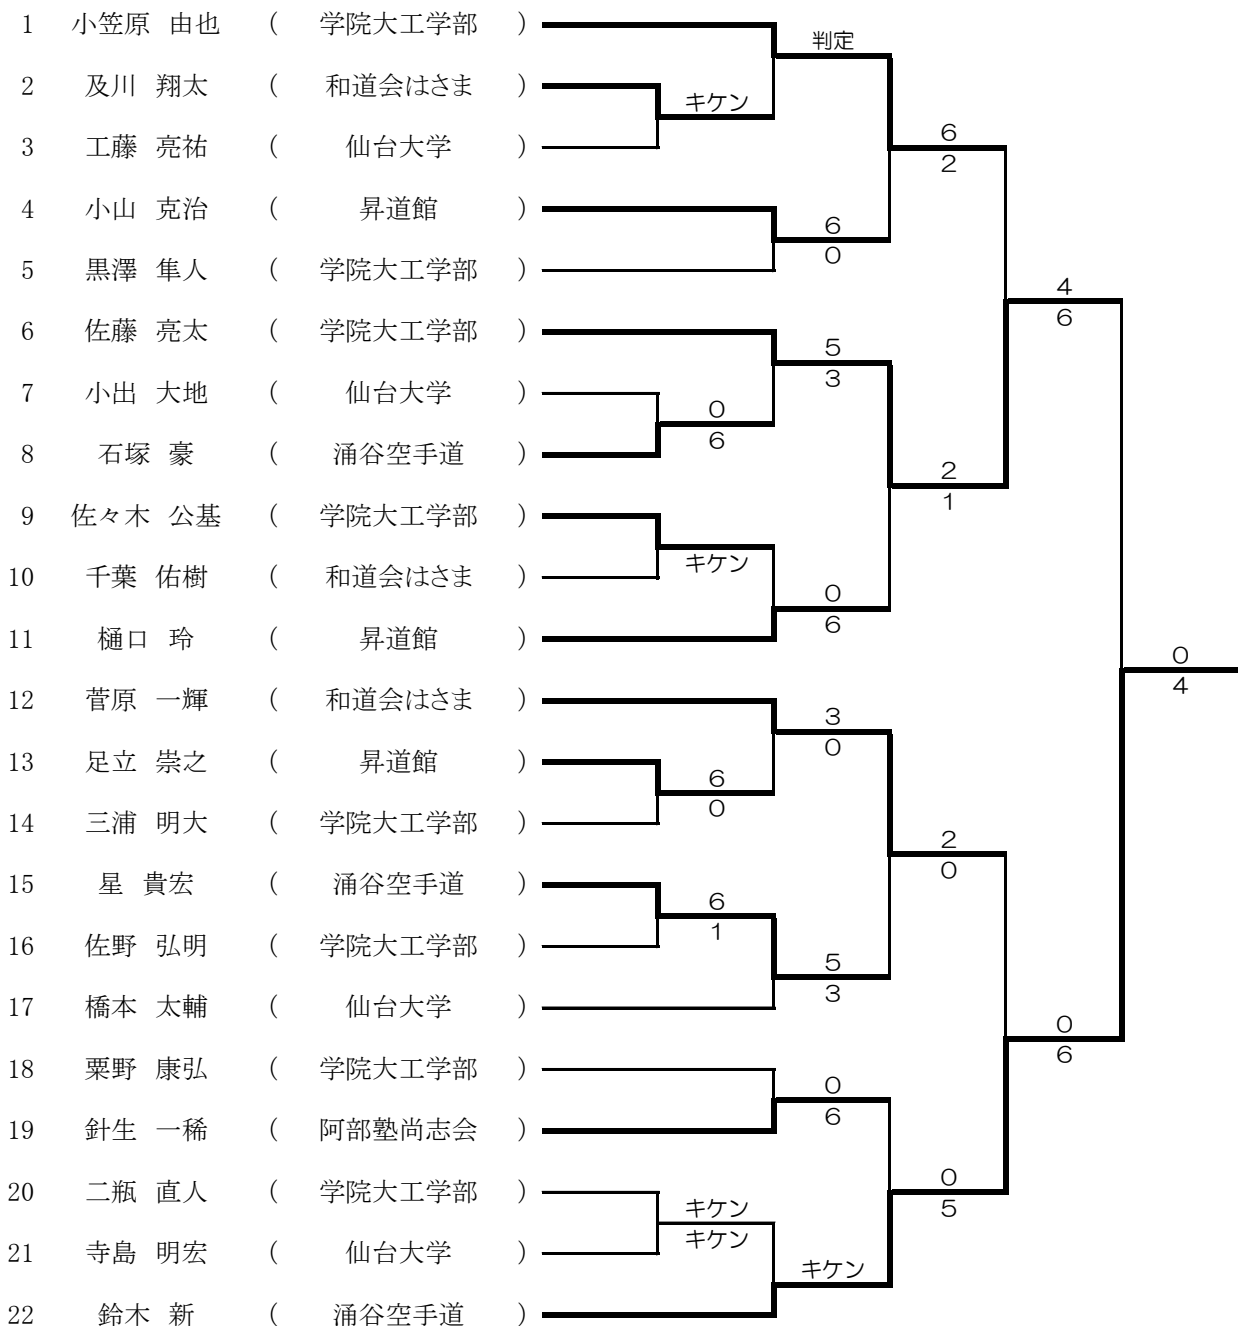 1 小笠原 由也 ( 学院大工学部 )
判定
2 及川 翔太 ( 和道会はさま )
キケン
3 工藤 亮祐 ( 仙台大学 )
6
2
4 小山 克治 ( 昇道館 )
6
0
5 黒澤 隼人 ( 学院大工学部 )
4
6
6 佐藤 亮太 ( 学院大工学部 )
5
3
7 小出 大地 ( 仙台大学 )
0
6
8 石塚 豪 ( 涌谷空手道 )
2
1
9 佐々木 公基 ( 学院大工学部 )
キケン
10 千葉 佑樹 ( 和道会はさま )
0
6
11 樋口 玲 ( 昇道館 )
0
4
12 菅原 一輝 ( 和道会はさま )
3
0
13 足立 崇之 ( 昇道館 )
6
0
14 三浦 明大 ( 学院大工学部 )
2
0
15 星 貴宏 ( 涌谷空手道 )
6
1
16 佐野 弘明 ( 学院大工学部 )
5
3
17 橋本 太輔 ( 仙台大学 )
0
6
18 粟野 康弘 ( 学院大工学部 )
0
6
19 針生 一稀 ( 阿部塾尚志会 )
0
5
20 二瓶 直人 ( 学院大工学部 )
キケン
キケン
21 寺島 明宏 ( 仙台大学 )
キケン
22 鈴木 新 ( 涌谷空手道 )